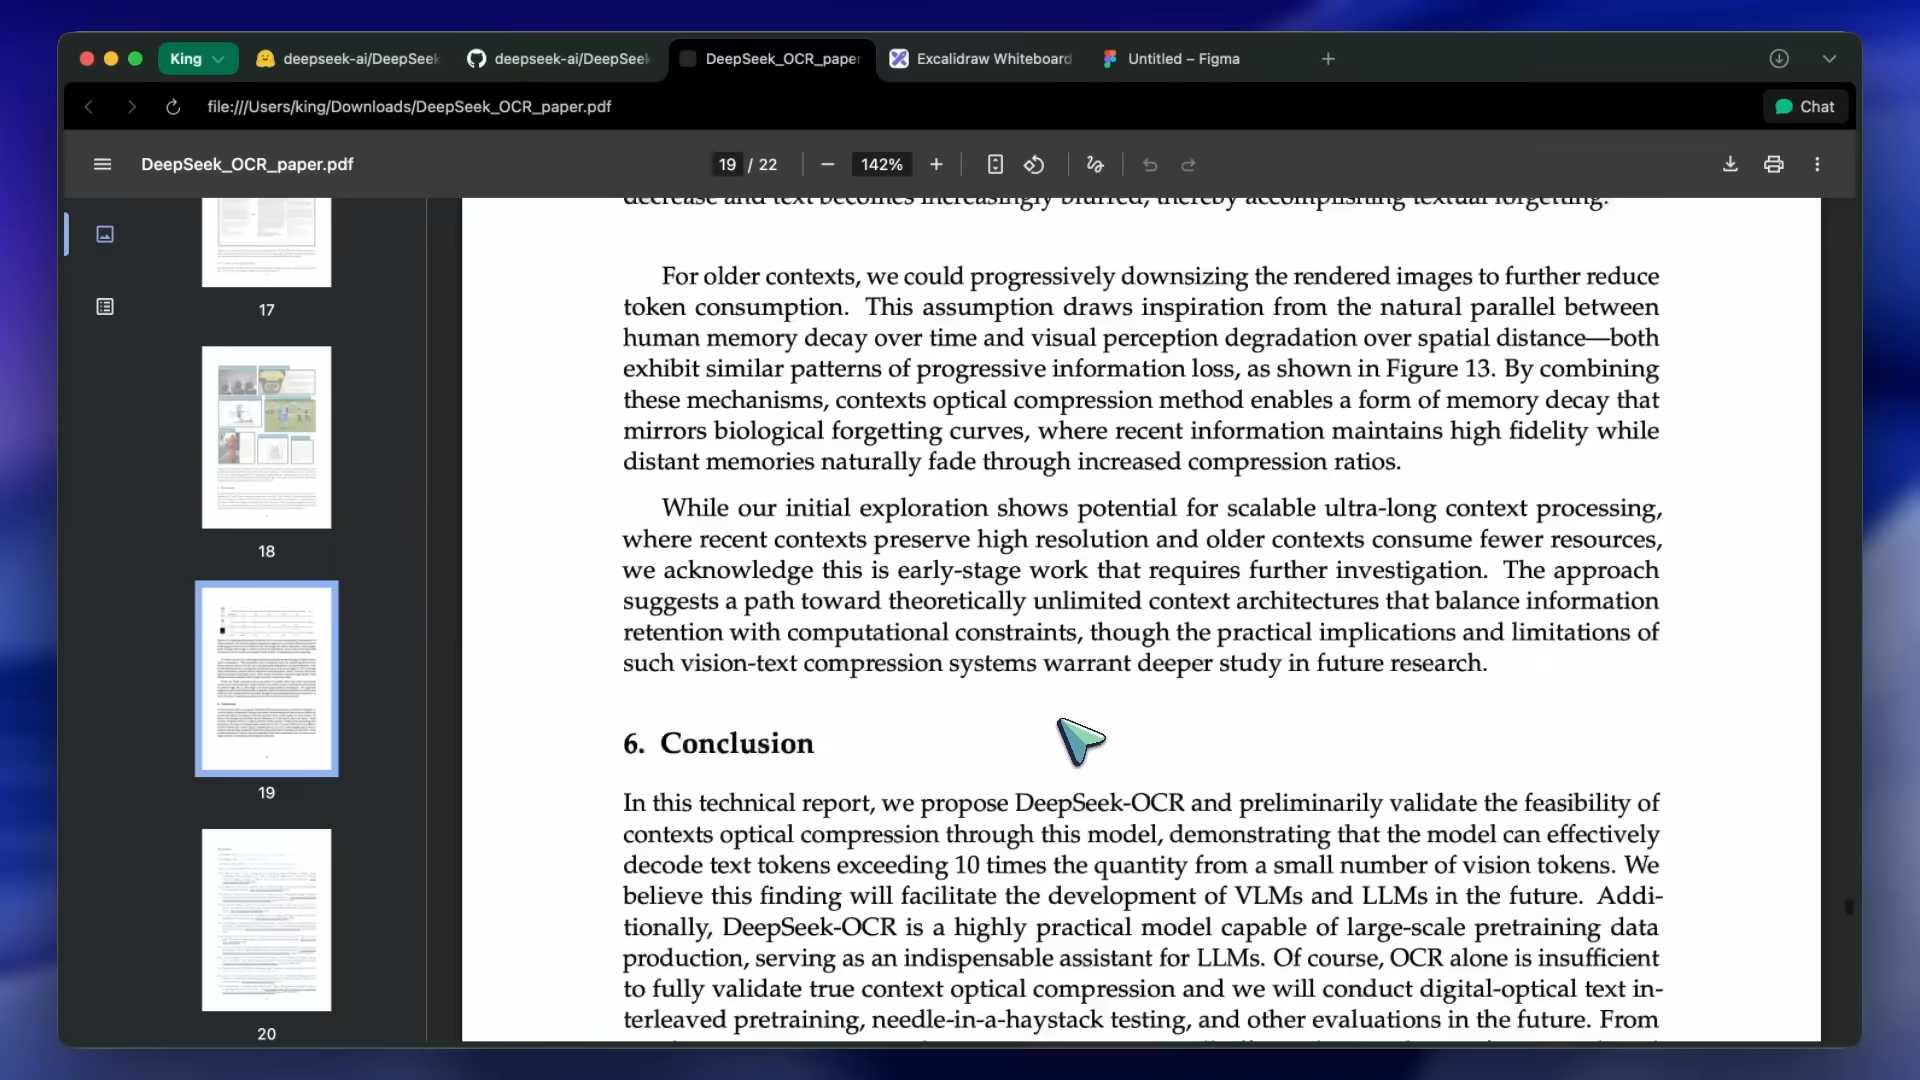 King
deepseek-ai/DeepSeek
deepseek-ai/DeepSeek
DeepSeek_OCR_paper
Excalidraw Whiteboard
Untitled – Figma
file:///Users/king/Downloads/DeepSeek_OCR_paper.pdf
Chat
DeepSeek_OCR_paper.pdf
19 / 22
142%
17
18
19
20
decrease and text becomes increasingly blurred, thereby accomplishing textual forgetting.
For older contexts, we could progressively downsizing the rendered images to further reduce
token consumption. This assumption draws inspiration from the natural parallel between
human memory decay over time and visual perception degradation over spatial distance—both
exhibit similar patterns of progressive information loss, as shown in Figure 13. By combining
these mechanisms, contexts optical compression method enables a form of memory decay that
mirrors biological forgetting curves, where recent information maintains high fidelity while
distant memories naturally fade through increased compression ratios.
While our initial exploration shows potential for scalable ultra-long context processing,
where recent contexts preserve high resolution and older contexts consume fewer resources,
we acknowledge this is early-stage work that requires further investigation. The approach
suggests a path toward theoretically unlimited context architectures that balance information
retention with computational constraints, though the practical implications and limitations of
such vision-text compression systems warrant deeper study in future research.
6. Conclusion
In this technical report, we propose DeepSeek-OCR and preliminarily validate the feasibility of
contexts optical compression through this model, demonstrating that the model can effectively
decode text tokens exceeding 10 times the quantity from a small number of vision tokens. We
believe this finding will facilitate the development of VLMs and LLMs in the future. Addi-
tionally, DeepSeek-OCR is a highly practical model capable of large-scale pretraining data
production, serving as an indispensable assistant for LLMs. Of course, OCR alone is insufficient
to fully validate true context optical compression and we will conduct digital-optical text in-
terleaved pretraining, needle-in-a-haystack testing, and other evaluations in the future. From